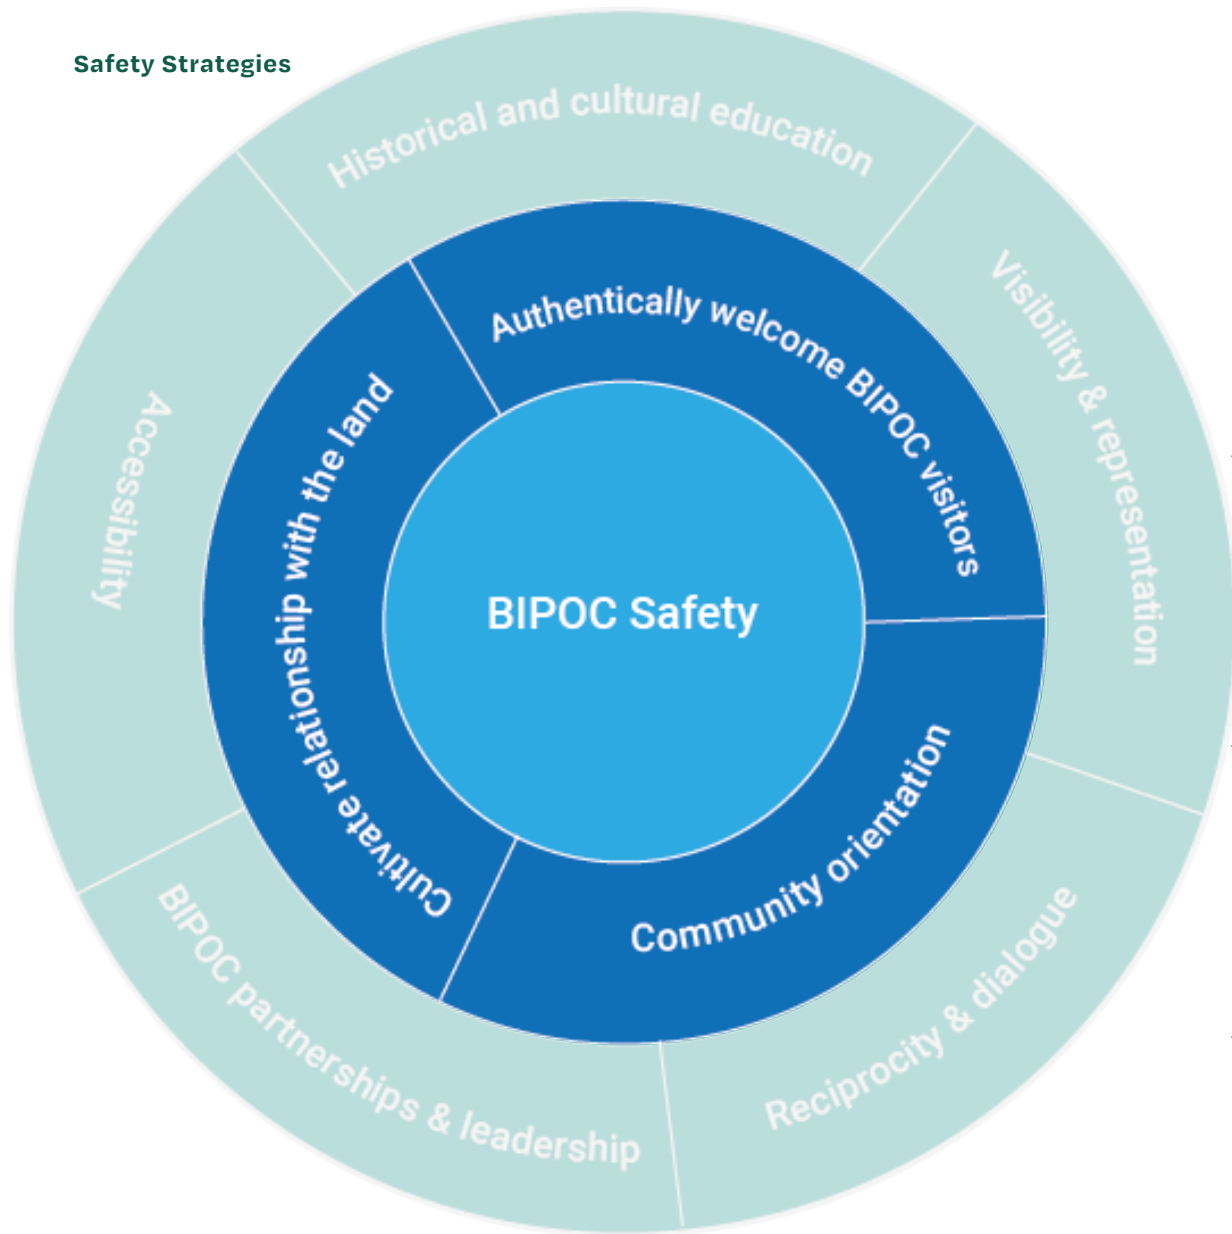 Safety Strategies
Historical and cultural education
Visibility & representation
Reciprocity & dialogue
BIPOC partnerships & leadership
Accessibility
Authentically welcome BIPOC visitors
Community orientation
Cultivate relationship with the land
BIPOC Safety